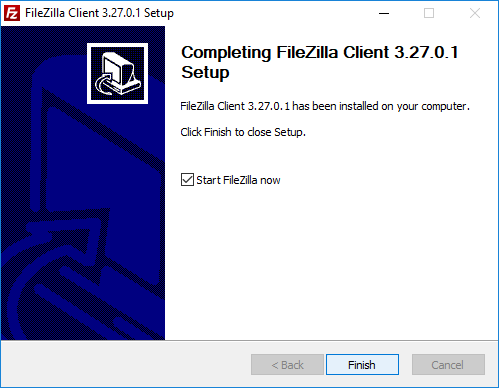 FileZilla Client 3.27.0.1 Setup
Completing FileZilla Client 3.27.0.1
Setup
FileZilla Client 3.27.0.1 has been installed on your computer.
Click Finish to close Setup.
Start FileZilla now
< Back
Finish
Cancel